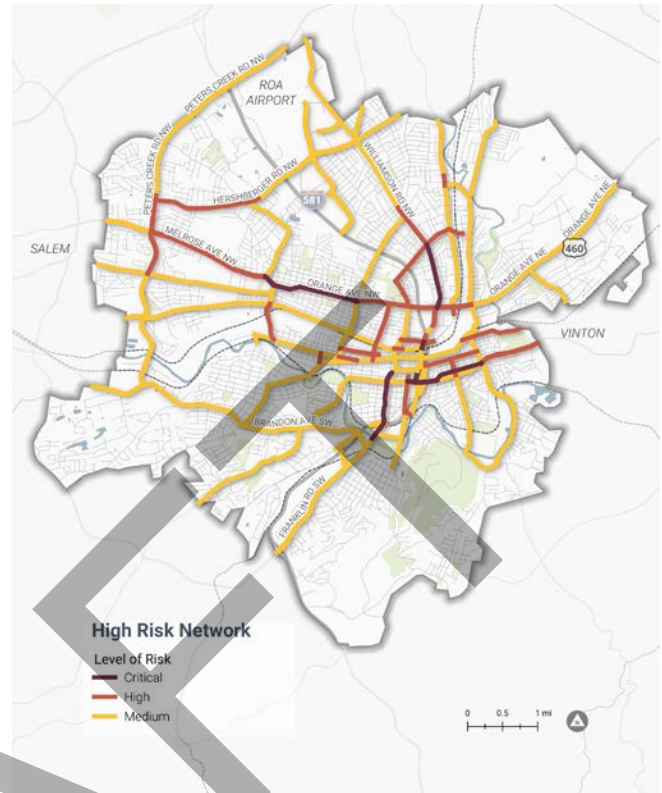 PETERS CREEK RD NW
ROA
AIRPORT
WILLIAMSON RD NW
PETERS CREEK RD NW
HERSHBERGER RD NW
581
ORANGE AVE NE
SALEM
MELROSE AVE NW
460
ORANGE AVE NW
ORANGE AVE NE
VINTON
BRANDON AVE SW
FRANKLIN RD SW
High Risk Network
Level of Risk
Critical
High
Medium
0 0.5 1 mi
N